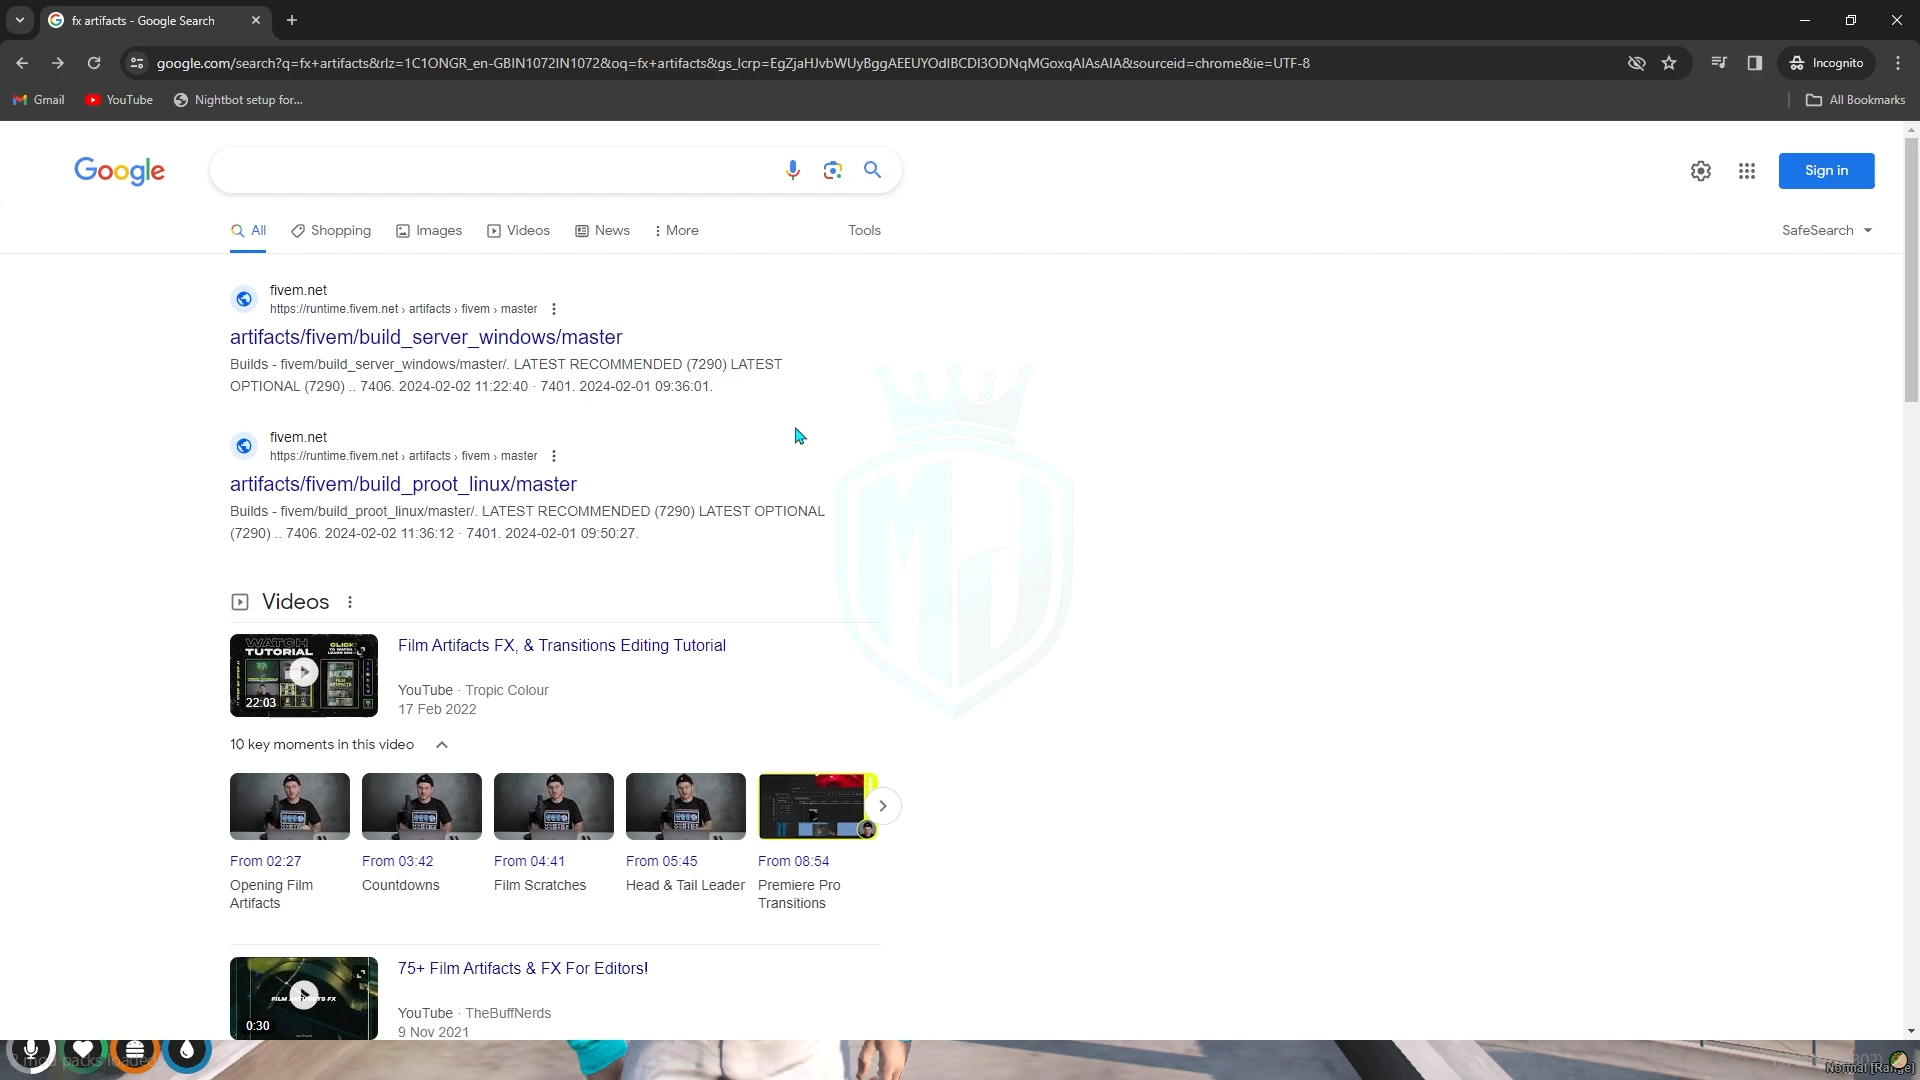 fx artifacts - Google Search
google.com/search?q=fx+artifacts&rlz=1C1ONGR_en-GBIN1072IN1072&oq=fx+artifacts&gs_lcrp=EgZjaHJvbWUyBggAEEUYOdIBCDI3ODNqMGoxqAIAsAIA&sourceid=chrome&ie=UTF-8
Incognito
Gmail
YouTube
Nightbot setup for...
All Bookmarks
Google
Sign in
All
Shopping
Images
Videos
News
More
Tools
SafeSearch
fivem.net
https://runtime.fivem.net › artifacts › fivem › master
artifacts/fivem/build_server_windows/master
Builds - fivem/build_server_windows/master/. LATEST RECOMMENDED (7290) LATEST
OPTIONAL (7290) .. 7406. 2024-02-02 11:22:40 · 7401. 2024-02-01 09:36:01.
fivem.net
https://runtime.fivem.net › artifacts › fivem › master
artifacts/fivem/build_proot_linux/master
Builds - fivem/build_proot_linux/master/. LATEST RECOMMENDED (7290) LATEST OPTIONAL
(7290) .. 7406. 2024-02-02 11:36:12 · 7401. 2024-02-01 09:50:27.
MJ
Videos
WATCH
TUTORIAL
22:03
Film Artifacts FX, & Transitions Editing Tutorial
YouTube · Tropic Colour
17 Feb 2022
10 key moments in this video
From 02:27
From 03:42
From 04:41
From 05:45
From 08:54
Opening Film
Artifacts
Countdowns
Film Scratches
Head & Tail Leader
Premiere Pro
Transitions
FILM ARTIFACTS FX
0:30
75+ Film Artifacts & FX For Editors!
YouTube · TheBuffNerds
9 Nov 2021
Normal [Range]